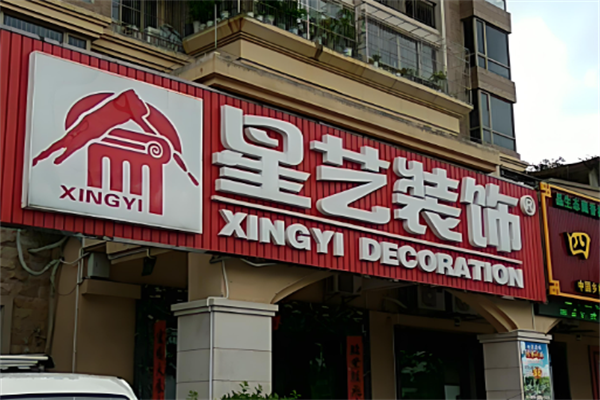 XINGYI
星艺装饰®
XINGYI DECORATION
四